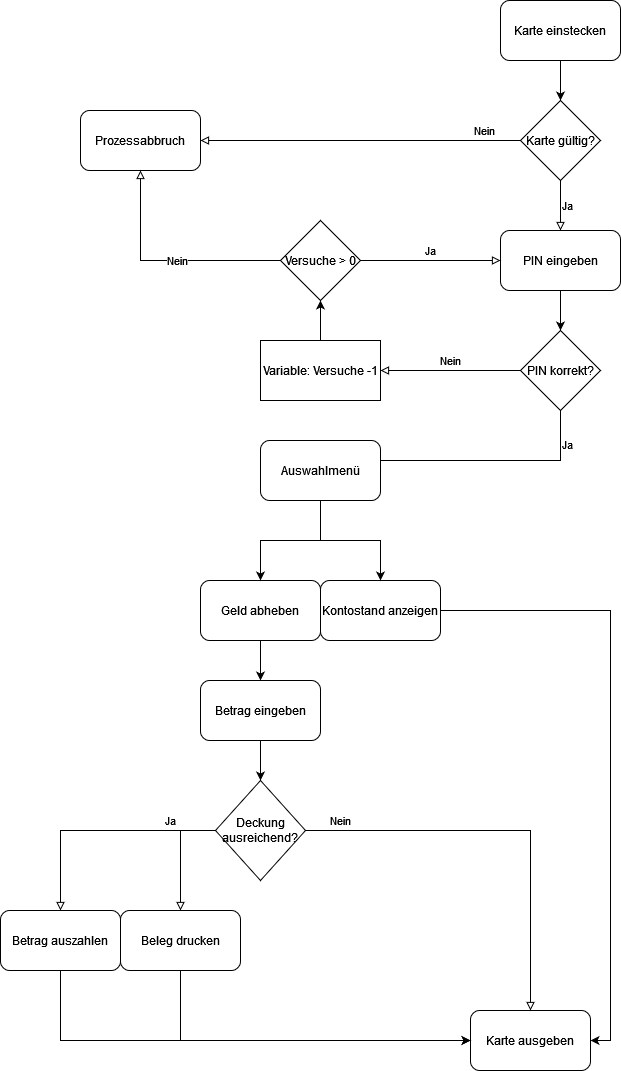 Karte einstecken
Prozessabbruch
Nein
Karte gültig?
Ja
Nein
Versuche > 0
Ja
PIN eingeben
Variable: Versuche -1
Nein
PIN korrekt?
Ja
Auswahlmenü
Geld abheben
Kontostand anzeigen
Betrag eingeben
Ja
Deckung
ausreichend?
Nein
Betrag auszahlen
Beleg drucken
Karte ausgeben